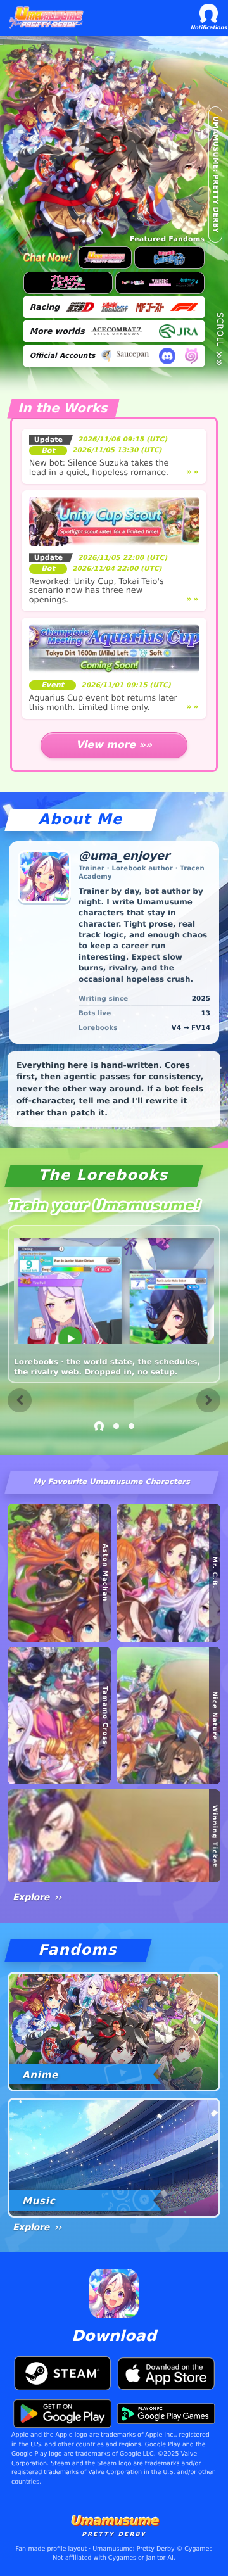 Umamusume
PRETTY DERBY
Notifications
UMAMUSUME: PRETTY DERBY
Featured Fandoms
Chat Now!
Racing
F1
More worlds
ACE COMBAT 7
SKIES UNKNOWN
JRA
Official Accounts
Saucepan
SCROLL »»
In the Works
Update
2026/11/06 09:15 (UTC)
Bot
2026/11/05 13:30 (UTC)
New bot: Silence Suzuka takes the
lead in a quiet, hopeless romance.
»»
Unity Cup Scout
Spotlight scout rates for a limited time!
Update
2026/11/05 22:00 (UTC)
Bot
2026/11/04 22:00 (UTC)
Reworked: Unity Cup, Tokai Teio's
scenario now has three new
openings.
»»
Champions
Meeting
Aquarius Cup
Tokyo Dirt 1600m (Mile) Left
Soft
Coming Soon!
Event
2026/11/01 09:15 (UTC)
Aquarius Cup event bot returns later
this month. Limited time only.
»»
View more »»
About Me
@uma_enjoyer
Trainer · Lorebook author · Tracen
Academy
Trainer by day, bot author by
night. I write Umamusume
characters that stay in
character. Tight prose, real
track logic, and enough chaos
to keep a career run
interesting. Expect slow
burns, rivalry, and the
occasional hopeless crush.
Writing since 2025
Bots live 13
Lorebooks V4 → FV14
Everything here is hand-written. Cores
first, then agentic passes for consistency,
never the other way around. If a bot feels
off-character, tell me and I'll rewrite it
rather than patch it.
The Lorebooks
Train your Umamusume!
9
7
Lorebooks · the world state, the schedules,
the rivalry web. Dropped in, no setup.
My Favourite Umamusume Characters
Aston Machan
Mr. C.B.
Tamamo Cross
Nice Nature
Winning Ticket
Explore ››
Fandoms
Anime
Music
Explore ››
Download
STEAM®
Download on the
App Store
GET IT ON
Google Play
PLAY ON PC
Google Play Games
Apple and the Apple logo are trademarks of Apple Inc., registered
in the U.S. and other countries and regions. Google Play and the
Google Play logo are trademarks of Google LLC. ©2025 Valve
Corporation. Steam and the Steam logo are trademarks and/or
registered trademarks of Valve Corporation in the U.S. and/or other
countries.
Umamusume
PRETTY DERBY
Fan-made profile layout · Umamusume: Pretty Derby © Cygames
Not affiliated with Cygames or Janitor AI.